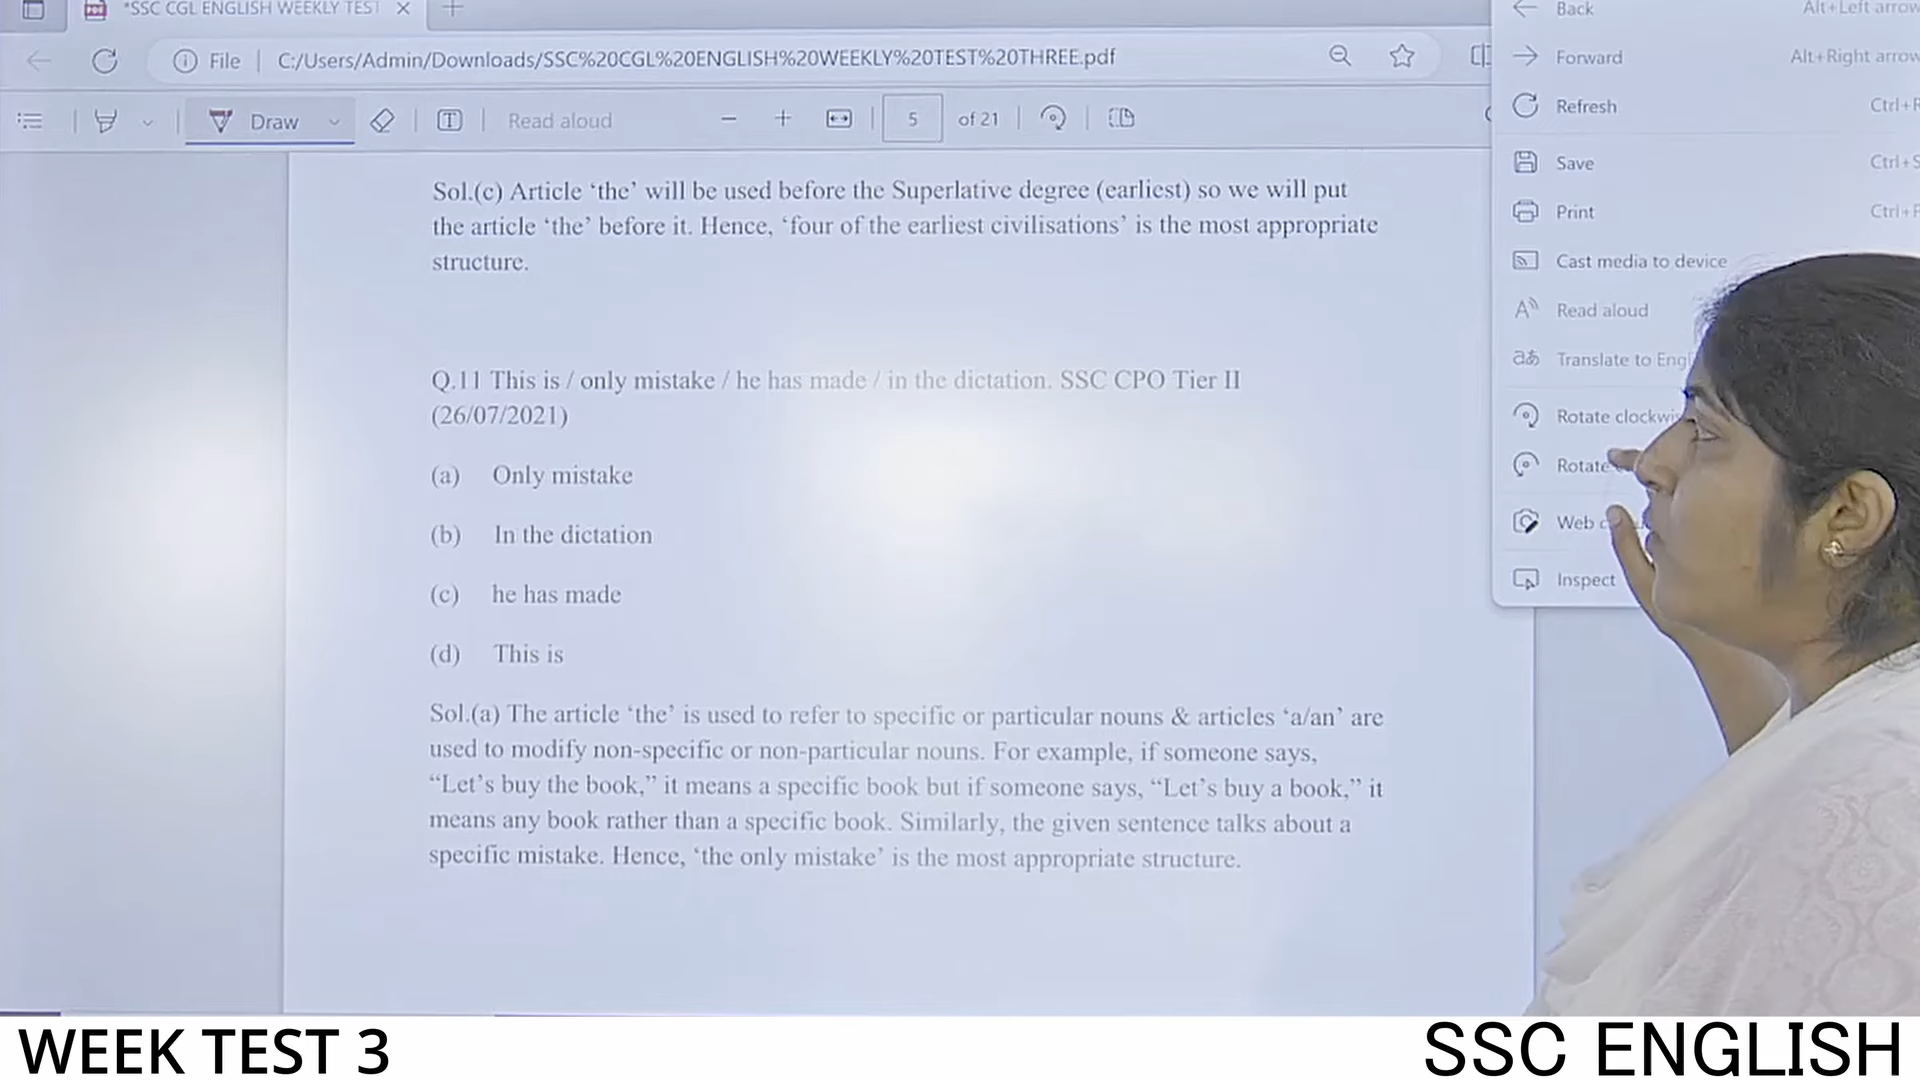 *SSC CGL ENGLISH WEEKLY TEST
File
C:/Users/Admin/Downloads/SSC%20CGL%20ENGLISH%20WEEKLY%20TEST%20THREE.pdf
Draw
Read aloud
5
of 21
Back Alt+Left arrow
Forward Alt+Right arrow
Refresh
Save
Print
Cast media to device
Read aloud
Translate to
Rotate
Rotate
Web
Inspect
Sol.(c) Article ‘the’ will be used before the Superlative degree (earliest) so we will put
the article ‘the’ before it. Hence, ‘four of the earliest civilisations’ is the most appropriate
structure.
Q.11 This is / only mistake / he has made / in the dictation. SSC CPO Tier II
(26/07/2021)
(a) Only mistake
(b) In the dictation
(c) he has made
(d) This is
Sol.(a) The article ‘the’ is used to refer to specific or particular nouns & articles ‘a/an’ are
used to modify non-specific or non-particular nouns. For example, if someone says,
“Let’s buy the book,” it means a specific book but if someone says, “Let’s buy a book,” it
means any book rather than a specific book. Similarly, the given sentence talks about a
specific mistake. Hence, ‘the only mistake’ is the most appropriate structure.
WEEK TEST 3
SSC ENGLISH